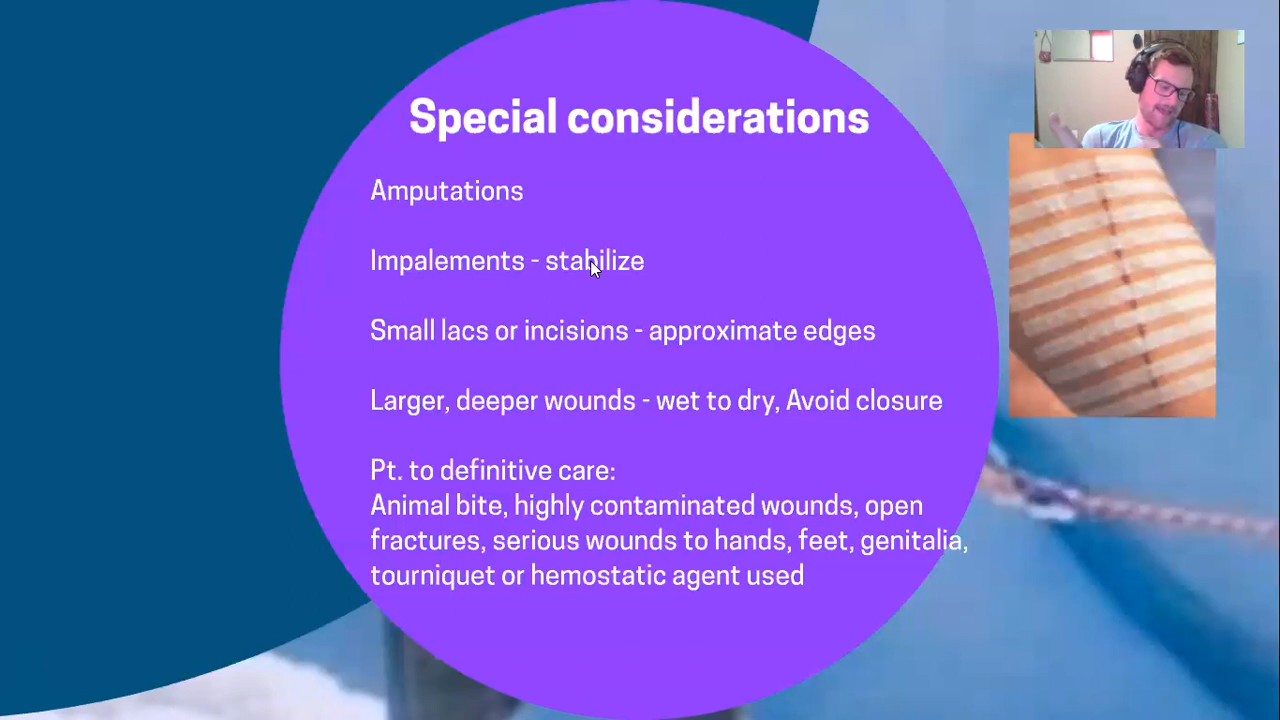 Special considerations
Amputations
Impalements - stabilize
Small lacs or incisions - approximate edges
Larger, deeper wounds - wet to dry, Avoid closure
Pt. to definitive care:
Animal bite, highly contaminated wounds, open
fractures, serious wounds to hands, feet, genitalia,
tourniquet or hemostatic agent used